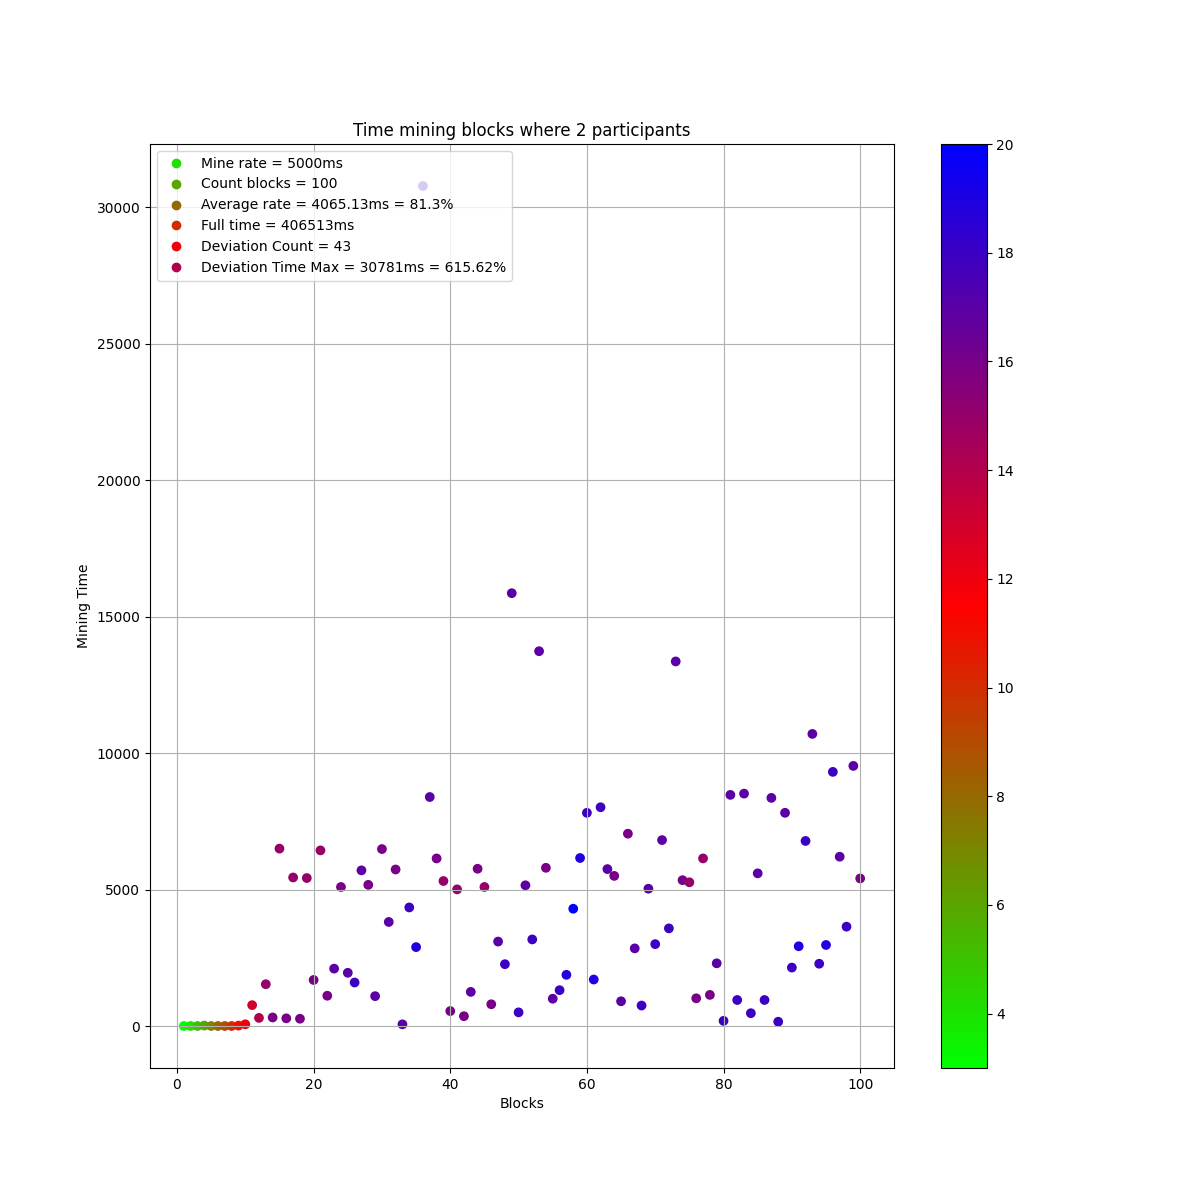 Time mining blocks where 2 participants
Mine rate = 5000ms
Count blocks = 100
Average rate = 4065.13ms = 81.3%
Full time = 406513ms
Deviation Count = 43
Deviation Time Max = 30781ms = 615.62%
30000
25000
20000
15000
10000
5000
0
Mining Time
0 20 40 60 80 100
Blocks
20
18
16
14
12
10
8
6
4